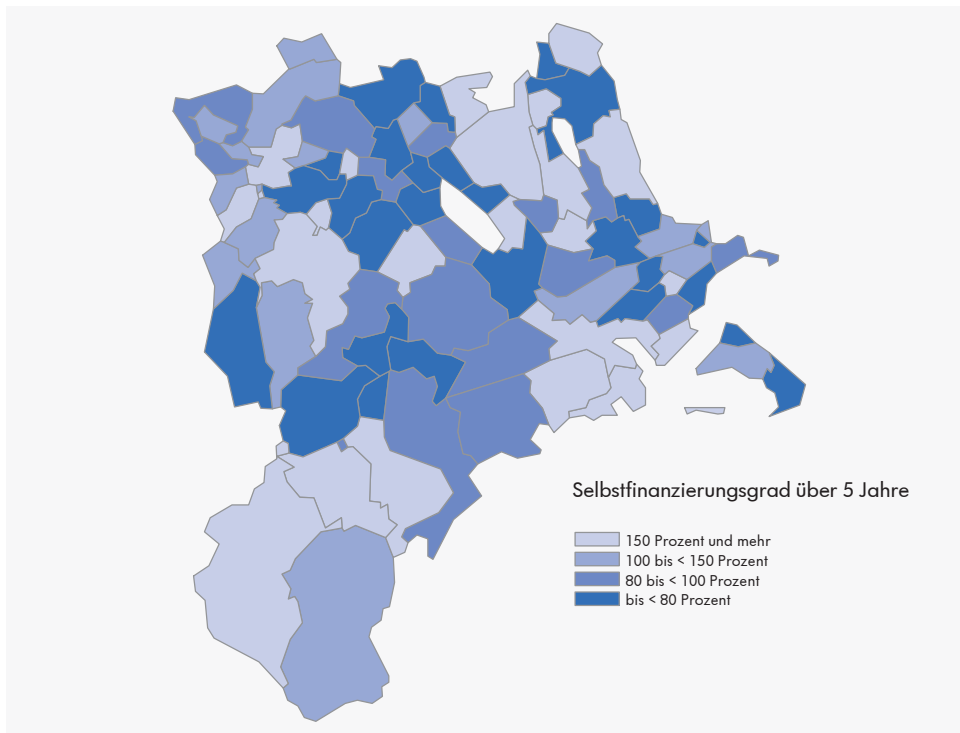 Selbstfinanzierungsgrad über 5 Jahre
150 Prozent und mehr
100 bis < 150 Prozent
80 bis < 100 Prozent
bis < 80 Prozent